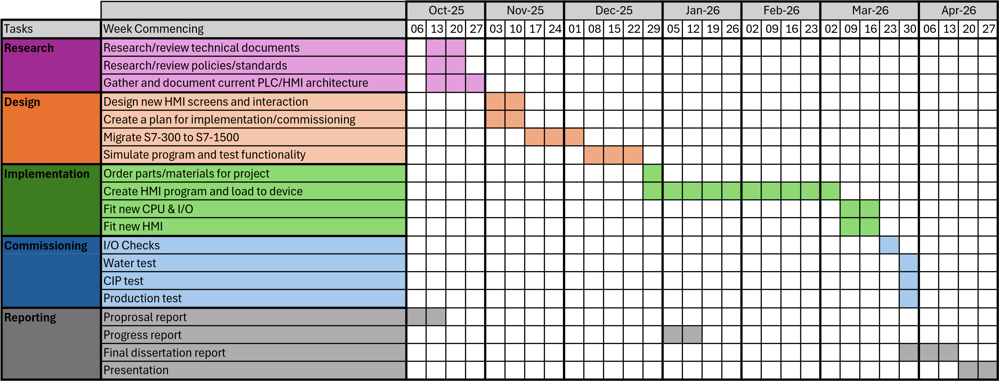 Oct-25 Nov-25 Dec-25 Jan-26 Feb-26 Mar-26 Apr-26
Tasks Week Commencing 06 13 20 27 03 10 17 24 01 08 15 22 29 05 12 19 26 02 09 16 23 02 09 16 23 30 06 13 20 27
Research Research/review technical documents
Research/review policies/standards
Gather and document current PLC/HMI architecture
Design Design new HMI screens and interaction
Create a plan for implementation/commissioning
Migrate S7-300 to S7-1500
Simulate program and test functionality
Implementation Order parts/materials for project
Create HMI program and load to device
Fit new CPU & I/O
Fit new HMI
Commissioning I/O Checks
Water test
CIP test
Production test
Reporting Proprosal report
Progress report
Final dissertation report
Presentation